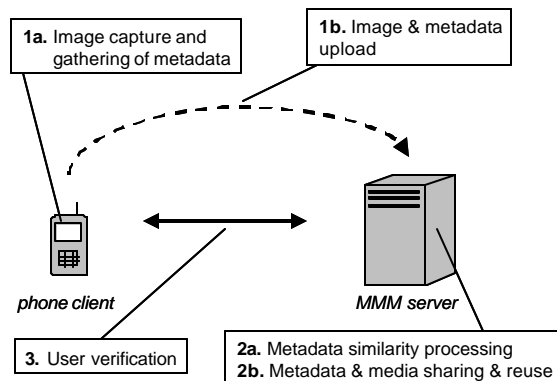 1a. Image capture and
gathering of metadata
1b. Image & metadata
upload
phone client
MMM server
3. User verification
2a. Metadata similarity processing
2b. Metadata & media sharing & reuse